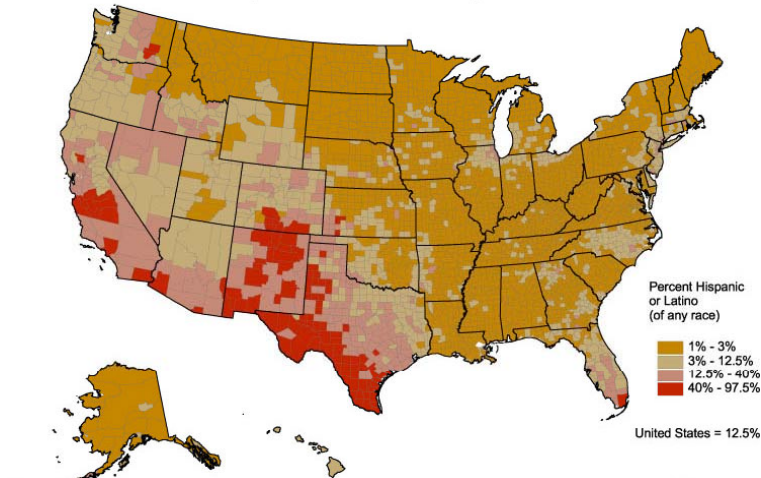 Percent Hispanic
or Latino
(of any race)
1% - 3%
3% - 12.5%
12.5% - 40%
40% - 97.5%
United States = 12.5%